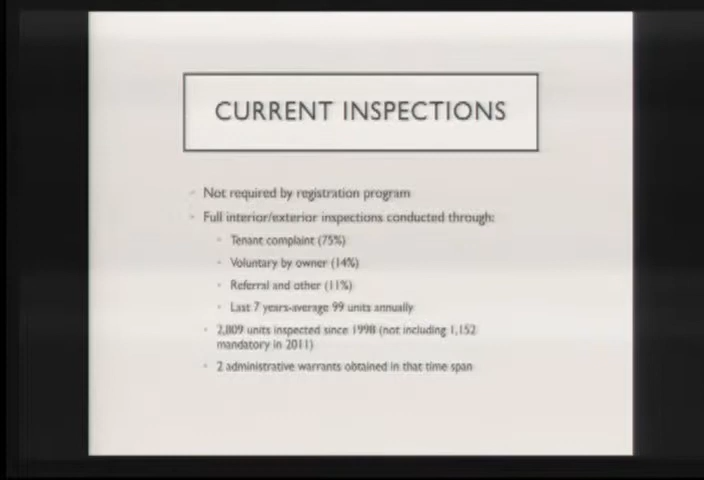 CURRENT INSPECTIONS
Not required by registration program
Full interior/exterior inspections conducted through:
Tenant complaint (75%)
Voluntary by owner (14%)
Referral and other (11%)
Last 7 years-average 99 units annually
2,809 units inspected since 1998 (not including 1,152
mandatory in 2011)
2 administrative warrants obtained in that time span